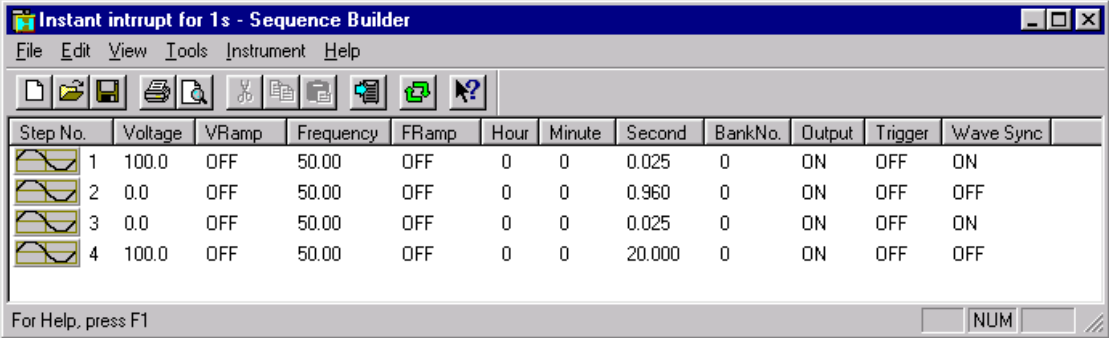 Instant intrrupt for 1s - Sequence Builder
File Edit View Tools Instrument Help
Step No. Voltage VRamp Frequency FRamp Hour Minute Second BankNo. Output Trigger Wave Sync
1 100.0 OFF 50.00 OFF 0 0 0.025 0 ON OFF ON
2 0.0 OFF 50.00 OFF 0 0 0.960 0 ON OFF OFF
3 0.0 OFF 50.00 OFF 0 0 0.025 0 ON OFF ON
4 100.0 OFF 50.00 OFF 0 0 20.000 0 ON OFF OFF
For Help, press F1 NUM